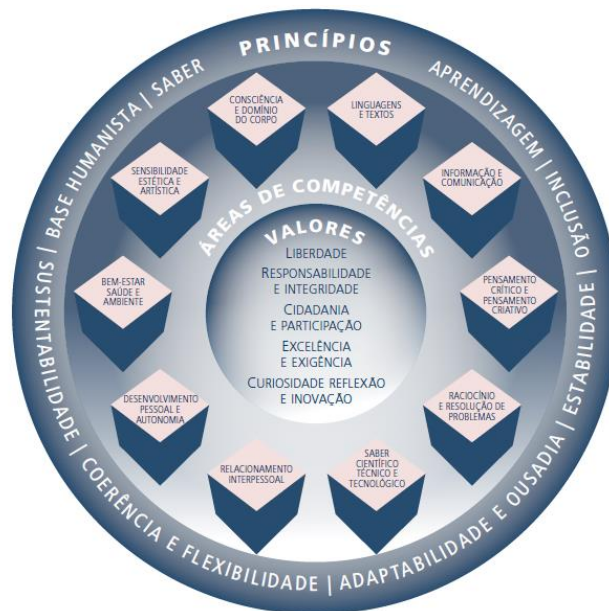 PRINCÍPIOS
BASE HUMANISTA | SABER
APRENDIZAGEM | INCLUSÃO |
ESTABILIDADE |
ADAPTABILIDADE E OUSADIA |
COERÊNCIA E FLEXIBILIDADE |
SUSTENTABILIDADE |
ÁREAS DE COMPETÊNCIAS
LINGUAGENS
E TEXTOS
INFORMAÇÃO E
COMUNICAÇÃO
PENSAMENTO
CRÍTICO E
PENSAMENTO
CRIATIVO
RACIOCÍNIO
E RESOLUÇÃO DE
PROBLEMAS
SABER
CIENTÍFICO
TÉCNICO E
TECNOLÓGICO
RELACIONAMENTO
INTERPESSOAL
DESENVOLVIMENTO
PESSOAL E
AUTONOMIA
BEM-ESTAR
SAÚDE E
AMBIENTE
SENSIBILIDADE
ESTÉTICA E
ARTÍSTICA
CONSCIÊNCIA
E DOMÍNIO
DO CORPO
VALORES
LIBERDADE
RESPONSABILIDADE
E INTEGRIDADE
CIDADANIA
E PARTICIPAÇÃO
EXCELÊNCIA
E EXIGÊNCIA
CURIOSIDADE REFLEXÃO
E INOVAÇÃO